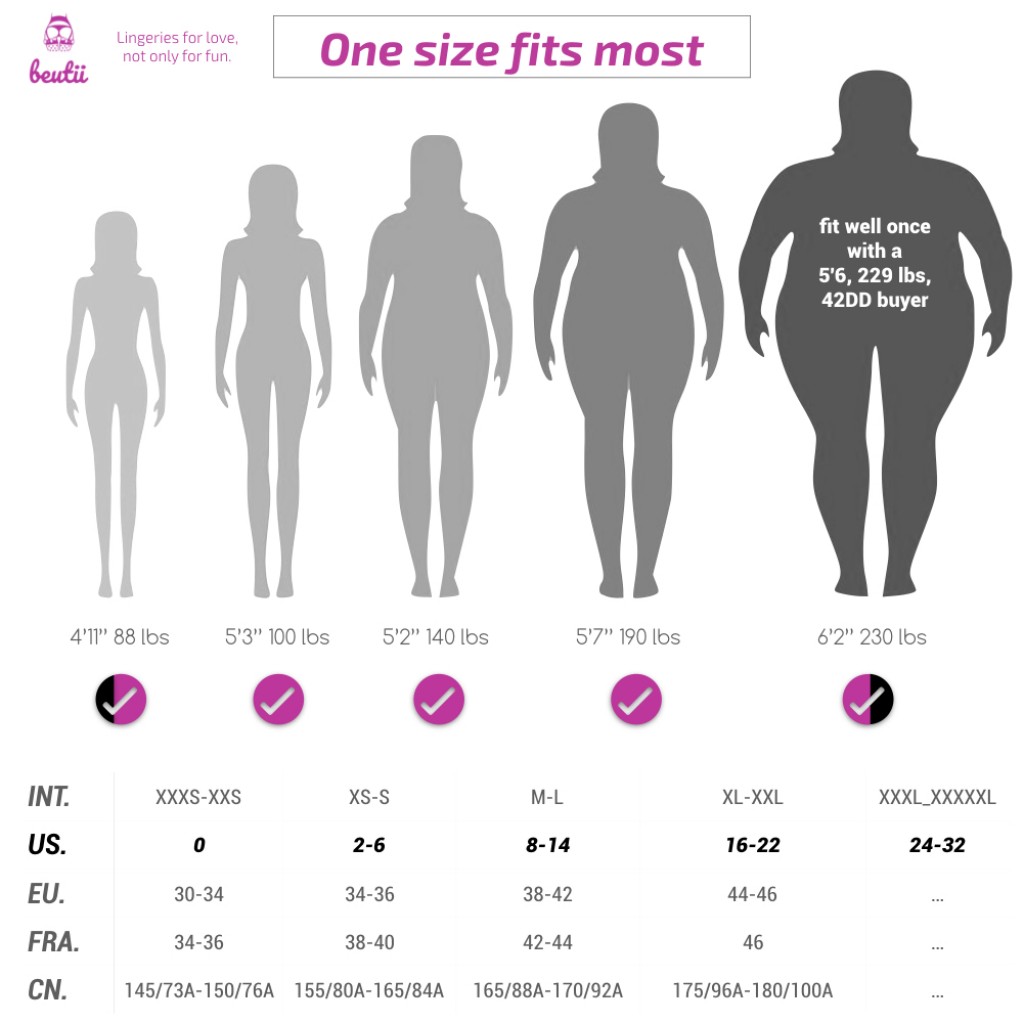 beutii
Lingeries for love,
not only for fun.
One size fits most
fit well once
with a
5'6, 229 lbs,
42DD buyer
4’11’’ 88 lbs
5’3’’ 100 lbs
5’2’’ 140 lbs
5’7’’ 190 lbs
6’2’’ 230 lbs
INT. XXXS-XXS XS-S M-L XL-XXL XXXL_XXXXXL
US. 0 2-6 8-14 16-22 24-32
EU. 30-34 34-36 38-42 44-46 ...
FRA. 34-36 38-40 42-44 46 ...
CN. 145/73A-150/76A 155/80A-165/84A 165/88A-170/92A 175/96A-180/100A ...